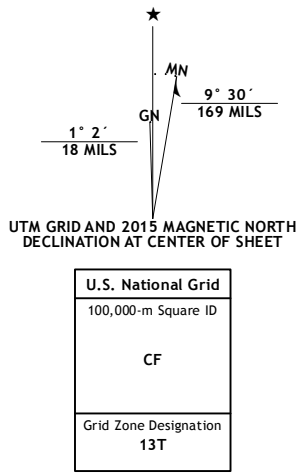 ★
MN
GN
9° 30´
169 MILS
1° 2´
18 MILS
UTM GRID AND 2015 MAGNETIC NORTH
DECLINATION AT CENTER OF SHEET
U.S. National Grid
100,000-m Square ID
CF
Grid Zone Designation
13T